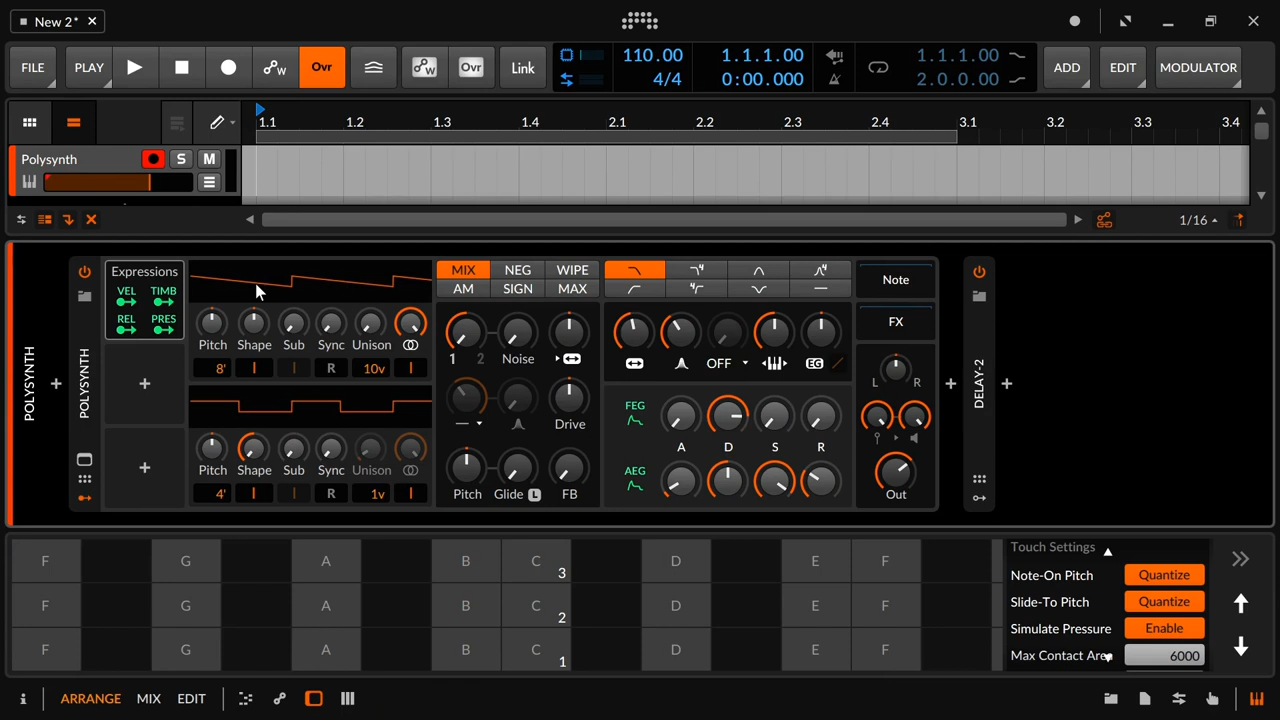 New 2*
FILE PLAY Ovr Ovr Link 110.00 1.1.1.00 1.1.1.00 ADD EDIT MODULATOR
4/4 0:00.000 2.0.0.00
1.1 1.2 1.3 1.4 2.1 2.2 2.3 2.4 3.1 3.2 3.3 3.4
Polysynth S M
1/16
POLYSYNTH
POLYSYNTH
Expressions
VEL TIMB
REL PRES
Pitch Shape Sub Sync Unison
8' R 10v
Pitch Shape Sub Sync Unison
4' R 1v
MIX NEG WIPE
AM SIGN MAX
1 2 Noise
Drive
Pitch Glide L FB
4
4
OFF EG
FEG
A D S R
AEG
Note
FX
L R
Out
DELAY-2
F G A B C 3 D E F
F G A B C 2 D E F
F G A B C 1 D E F
Touch Settings
Note-On Pitch Quantize
Slide-To Pitch Quantize
Simulate Pressure Enable
Max Contact Area 6000
i ARRANGE MIX EDIT